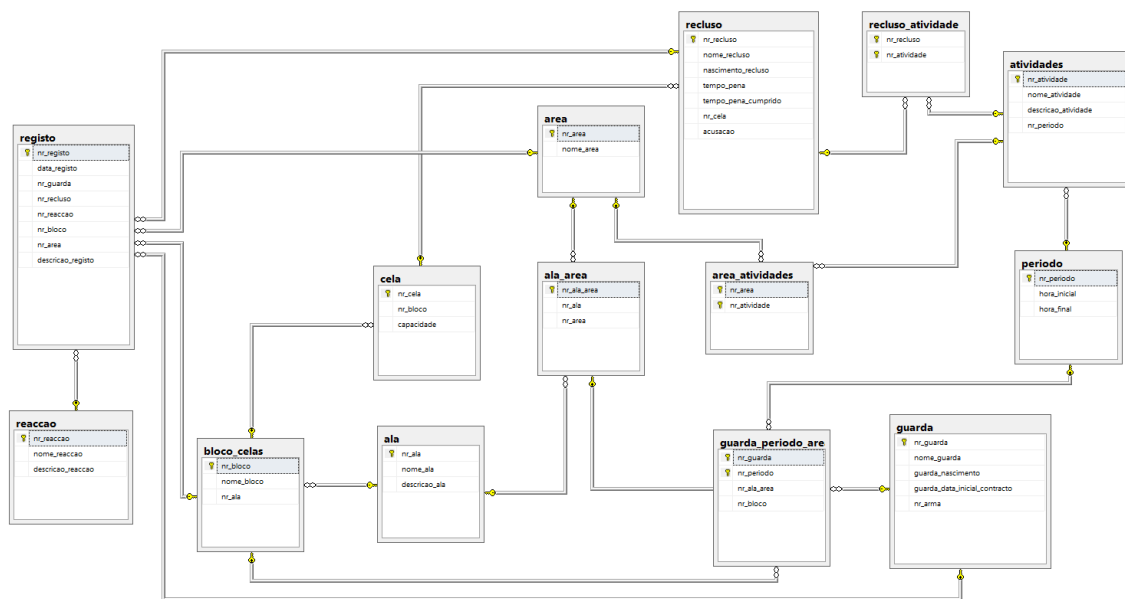 recluso
nr_recluso
nome_recluso
nascimento_recluso
tempo_pena
tempo_pena_cumprido
nr_cela
acusacao
recluso_atividade
nr_recluso
nr_atividade
atividades
nr_atividade
nome_atividade
descricao_atividade
nr_periodo
area
nr_area
nome_area
registo
nr_registo
data_registo
nr_guarda
nr_recluso
nr_reaccao
nr_bloco
nr_area
descricao_registo
cela
nr_cela
nr_bloco
capacidade
ala_area
nr_ala_area
nr_ala
nr_area
area_atividades
nr_area
nr_atividade
periodo
nr_periodo
hora_inicial
hora_final
reaccao
nr_reaccao
nome_reaccao
descricao_reaccao
bloco_celas
nr_bloco
nome_bloco
nr_ala
ala
nr_ala
nome_ala
descricao_ala
guarda_periodo_are
nr_guarda
nr_periodo
nr_ala_area
nr_bloco
guarda
nr_guarda
nome_guarda
guarda_nascimento
guarda_data_inicial_contracto
nr_arma